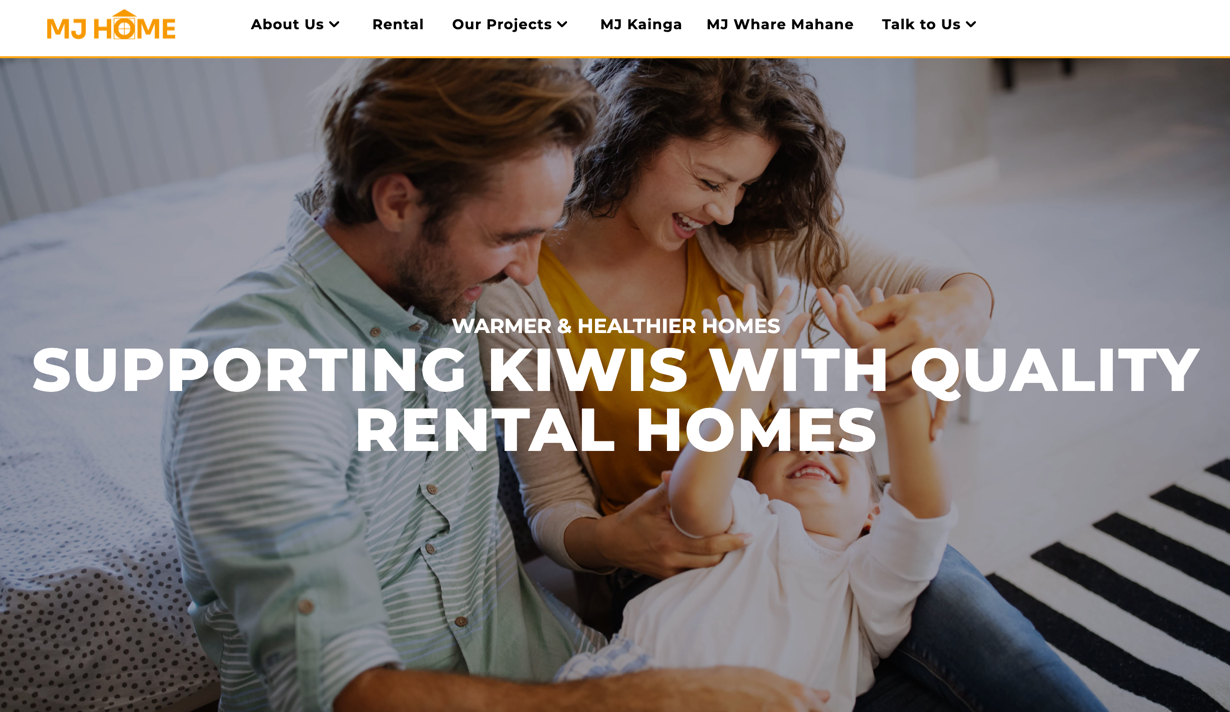 MJ HOME
About Us
Rental
Our Projects
MJ Kainga
MJ Whare Mahane
Talk to Us
WARMER & HEALTHIER HOMES
SUPPORTING KIWIS WITH QUALITY
RENTAL HOMES